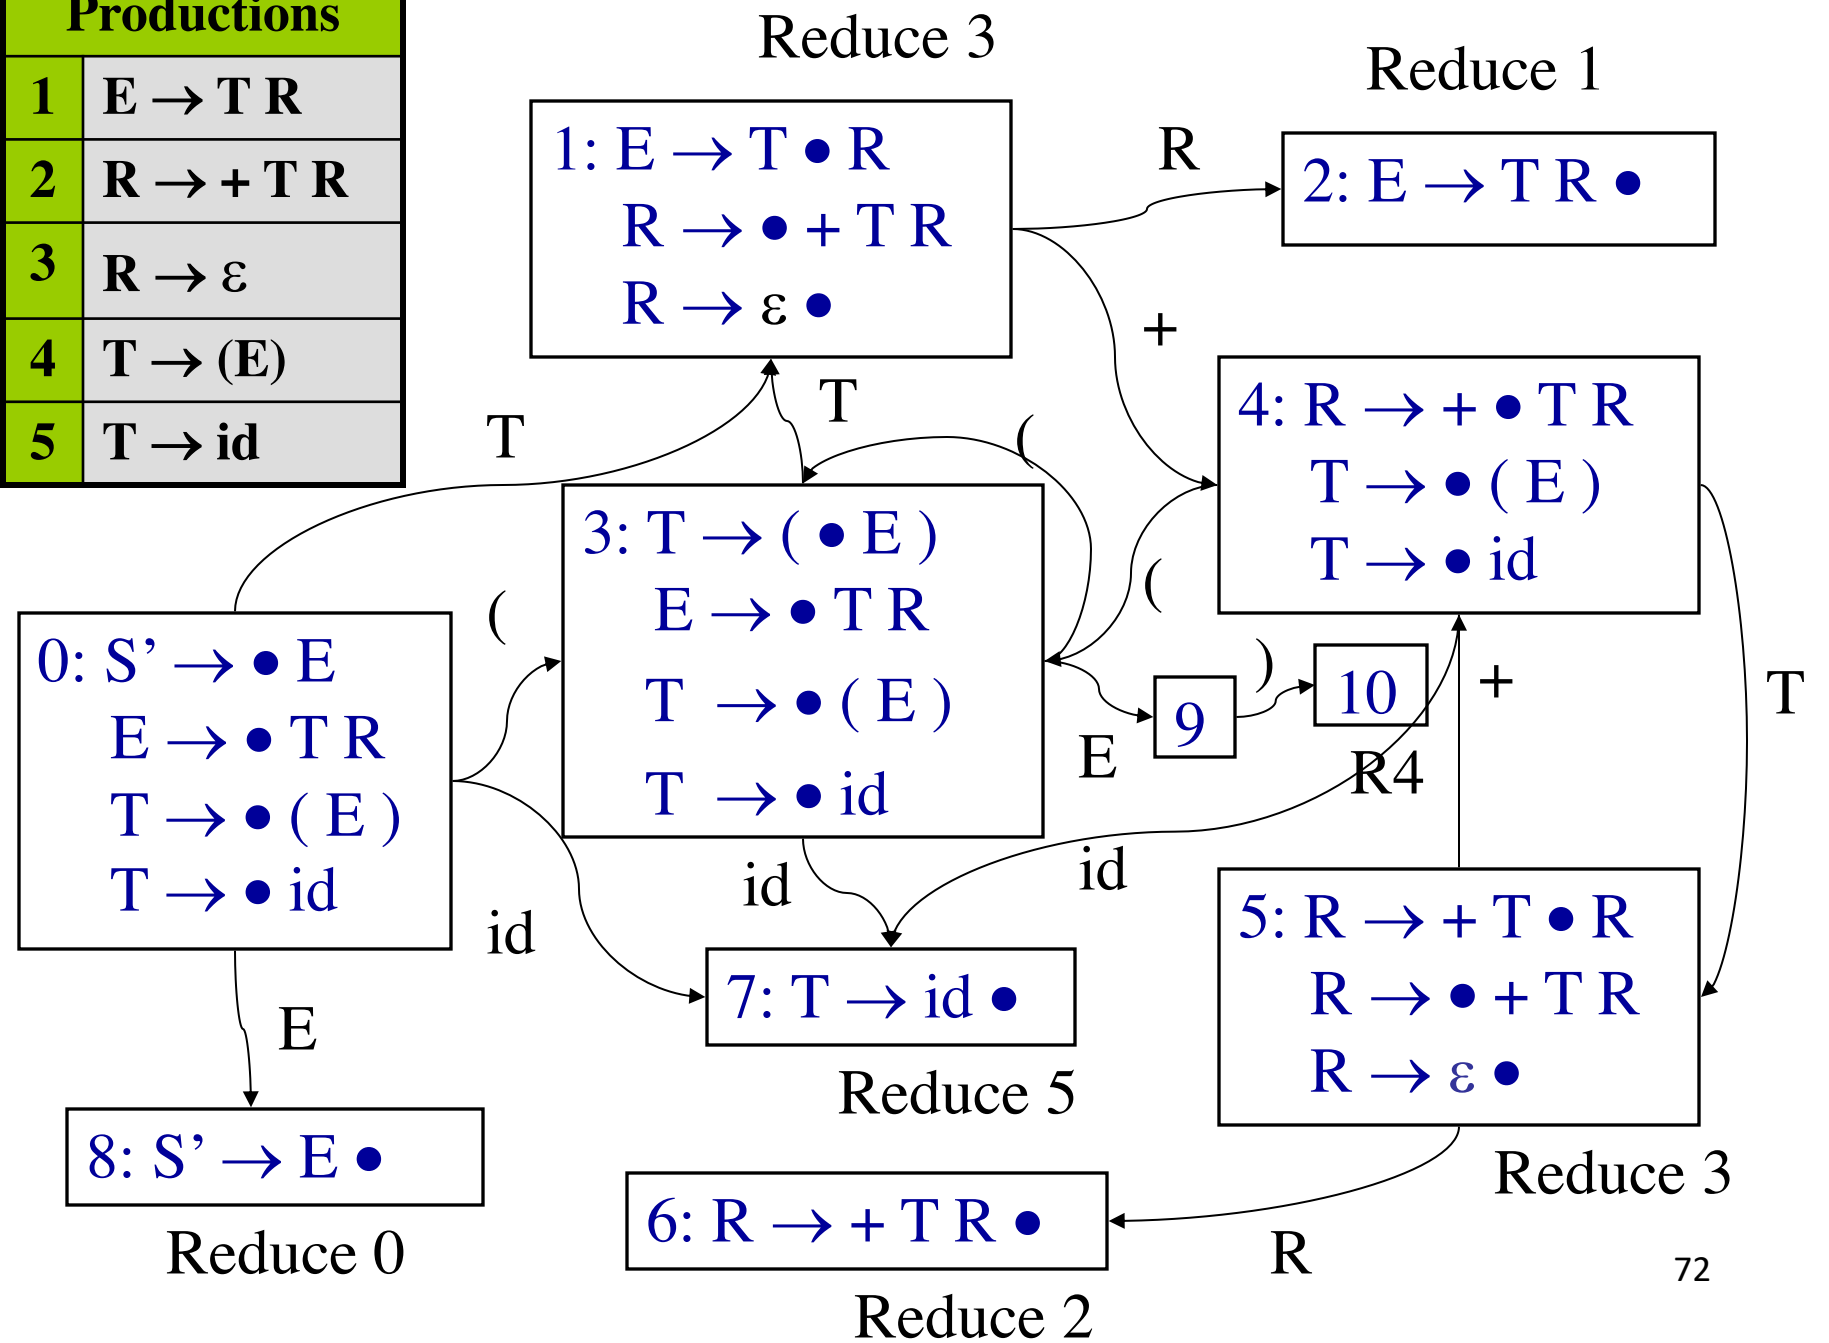 Productions
1 E → T R
2 R → + T R
3 R → ε
4 T → (E)
5 T → id
Reduce 3
1: E → T • R
R → • + T R
R → ε •
R
Reduce 1
2: E → T R •
+
T
T
(
4: R → + • T R
T → • ( E )
T → • id
3: T → ( • E )
E → • T R
T → • ( E )
T → • id
(
(
0: S’ → • E
E → • T R
T → • ( E )
T → • id
E
9
)
10
R4
+
T
id
id
id
7: T → id •
Reduce 5
5: R → + T • R
R → • + T R
R → ε •
Reduce 3
E
8: S’ → E •
Reduce 0
6: R → + T R •
Reduce 2
R
72